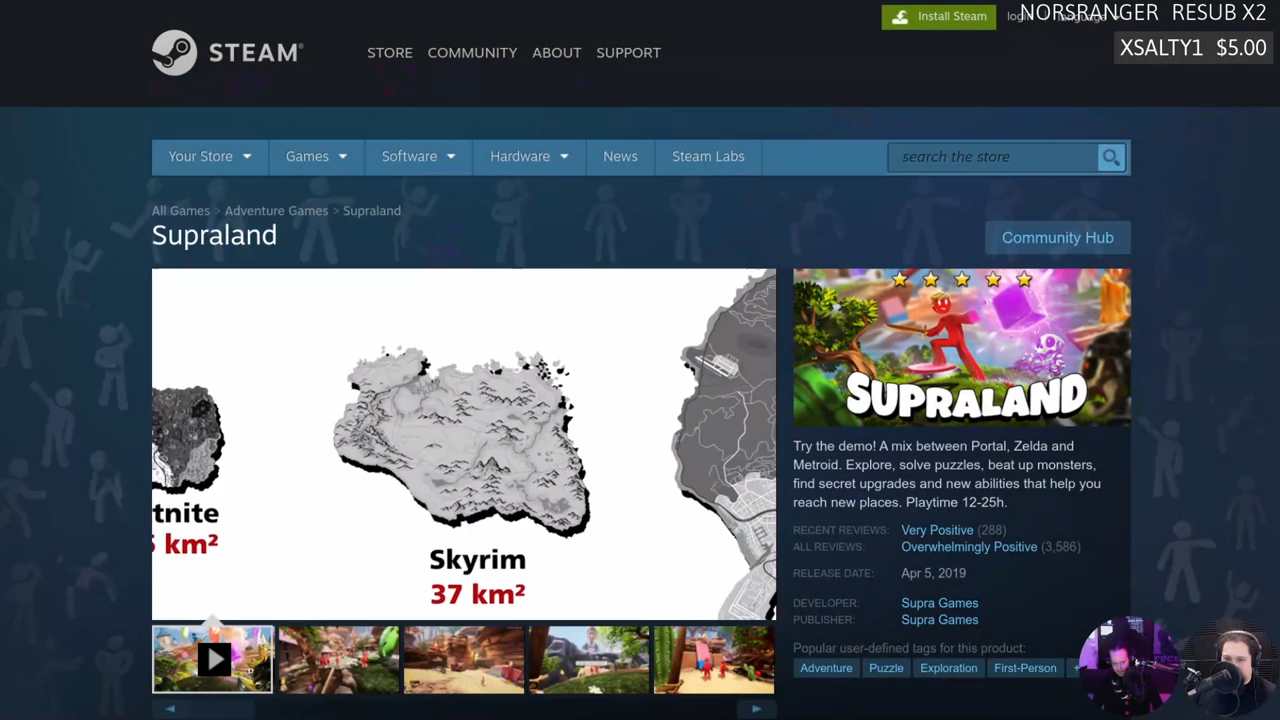 Install Steam
login
language
NORSRANGER RESUB X2
XSALTY1 $5.00
STEAM®
STORE COMMUNITY ABOUT SUPPORT
Your Store Games Software Hardware News Steam Labs
search the store
All Games > Adventure Games > Supraland
Supraland
Community Hub
tnite
km²
Skyrim
37 km²
SUPRALAND
Try the demo! A mix between Portal, Zelda and
Metroid. Explore, solve puzzles, beat up monsters,
find secret upgrades and new abilities that help you
reach new places. Playtime 12-25h.
RECENT REVIEWS: Very Positive (288)
ALL REVIEWS: Overwhelmingly Positive (3,586)
RELEASE DATE: Apr 5, 2019
DEVELOPER: Supra Games
PUBLISHER: Supra Games
Popular user-defined tags for this product:
Adventure Puzzle Exploration First-Person +